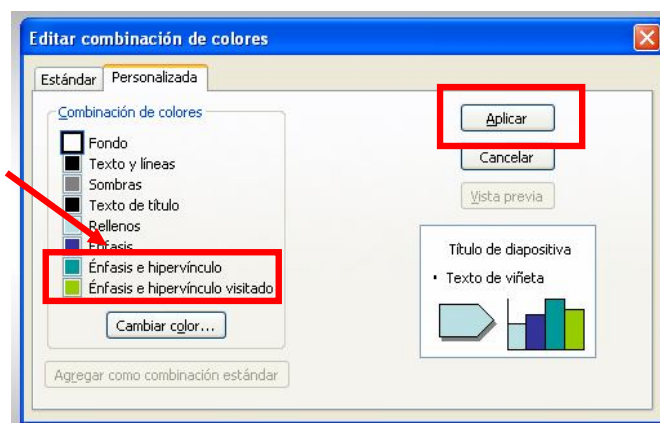 Editar combinación de colores
Estándar
Personalizada
Combinación de colores
Fondo
Texto y líneas
Sombras
Texto de título
Rellenos
Énfasis
Énfasis e hipervínculo
Énfasis e hipervínculo visitado
Cambiar color...
Agregar como combinación estándar
Aplicar
Cancelar
Vista previa
Título de diapositiva
• Texto de viñeta